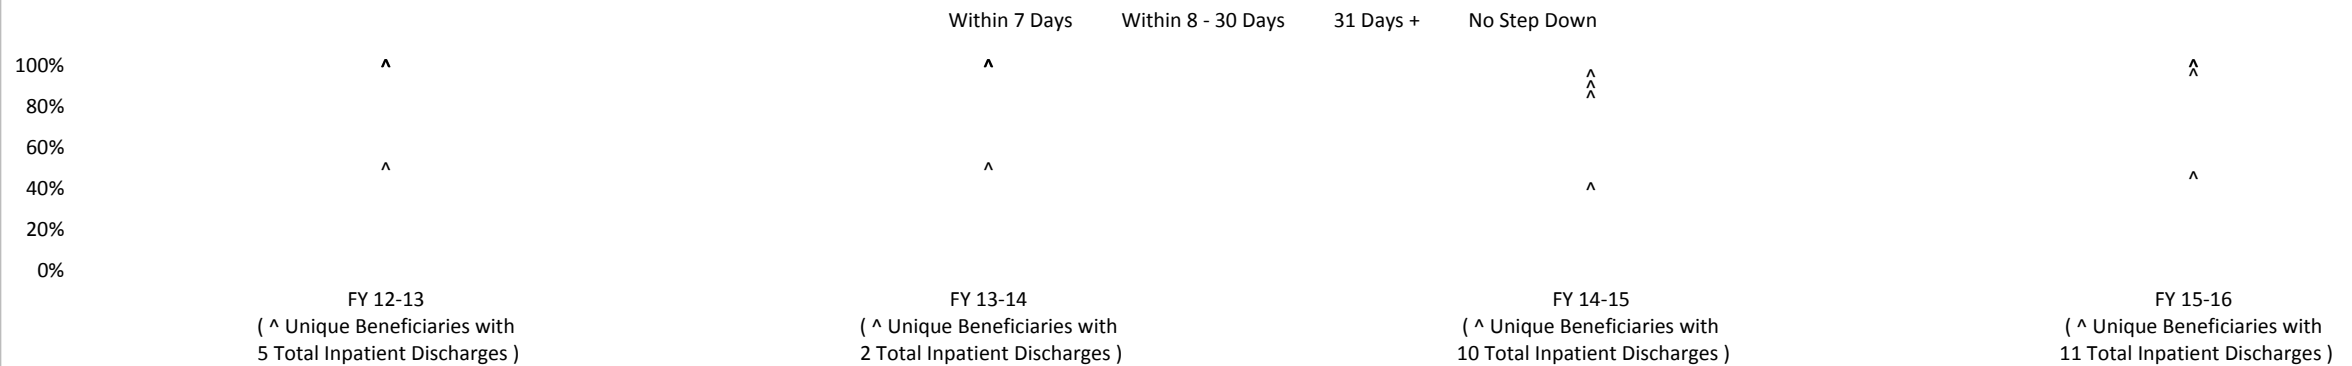 Within 7 Days Within 8 - 30 Days 31 Days + No Step Down
100% ^ ^ ^ ^
^
^
80% ^
60%
^ ^ ^
40% ^
20%
0%
FY 12-13 FY 13-14 FY 14-15 FY 15-16
( ^ Unique Beneficiaries with ( ^ Unique Beneficiaries with ( ^ Unique Beneficiaries with ( ^ Unique Beneficiaries with
5 Total Inpatient Discharges ) 2 Total Inpatient Discharges ) 10 Total Inpatient Discharges ) 11 Total Inpatient Discharges )